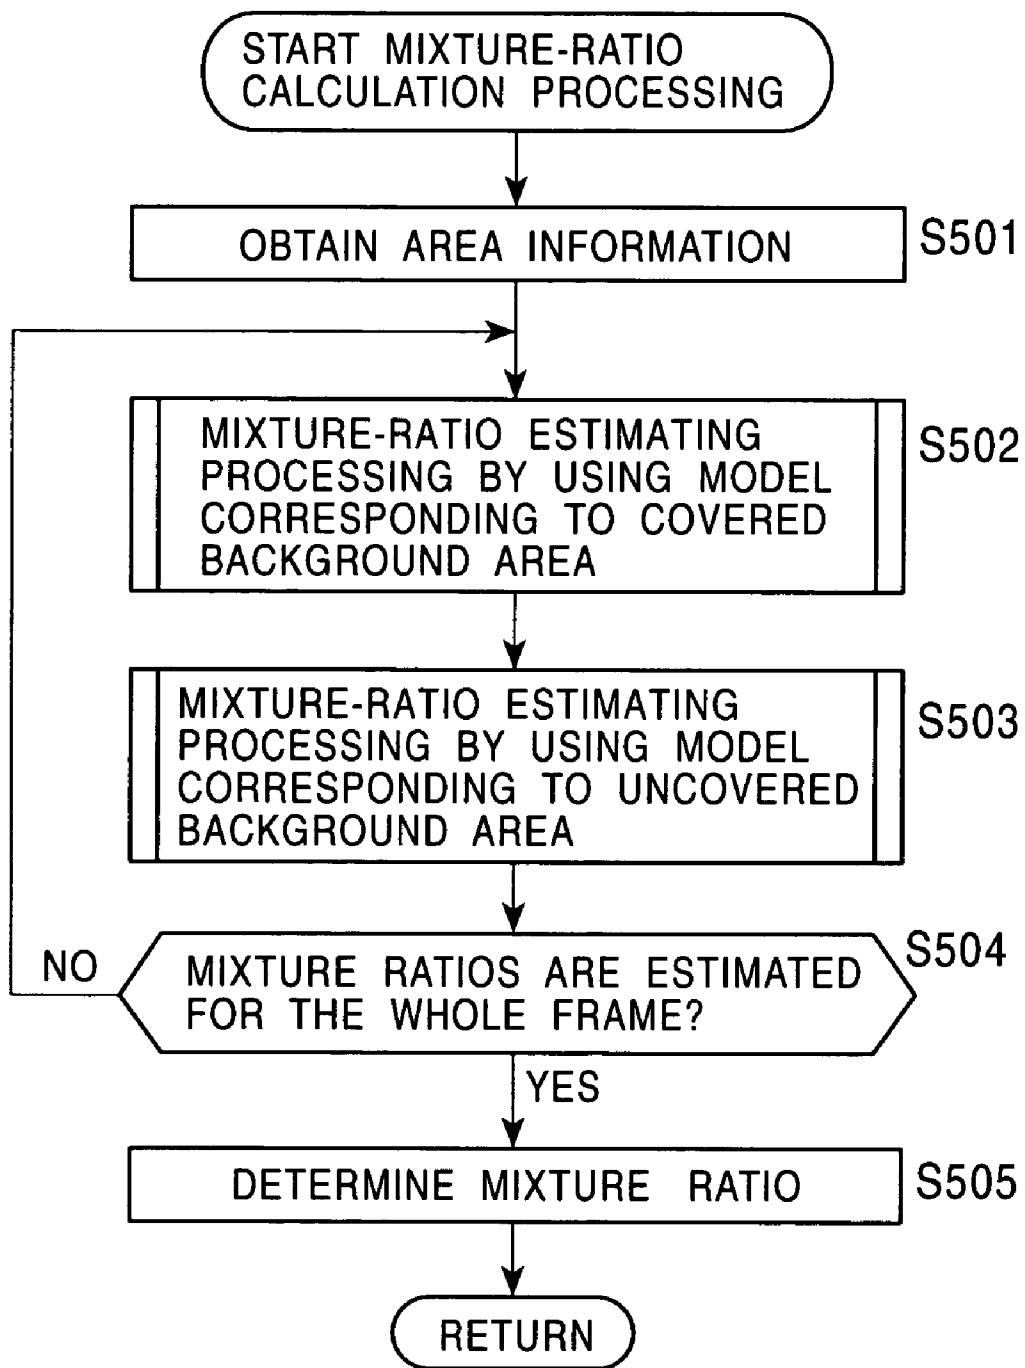 START MIXTURE-RATIO
CALCULATION PROCESSING
OBTAIN AREA INFORMATION
S501
MIXTURE-RATIO ESTIMATING
PROCESSING BY USING MODEL
CORRESPONDING TO COVERED
BACKGROUND AREA
S502
MIXTURE-RATIO ESTIMATING
PROCESSING BY USING MODEL
CORRESPONDING TO UNCOVERED
BACKGROUND AREA
S503
NO
MIXTURE RATIOS ARE ESTIMATED
FOR THE WHOLE FRAME?
S504
YES
DETERMINE MIXTURE RATIO
S505
RETURN